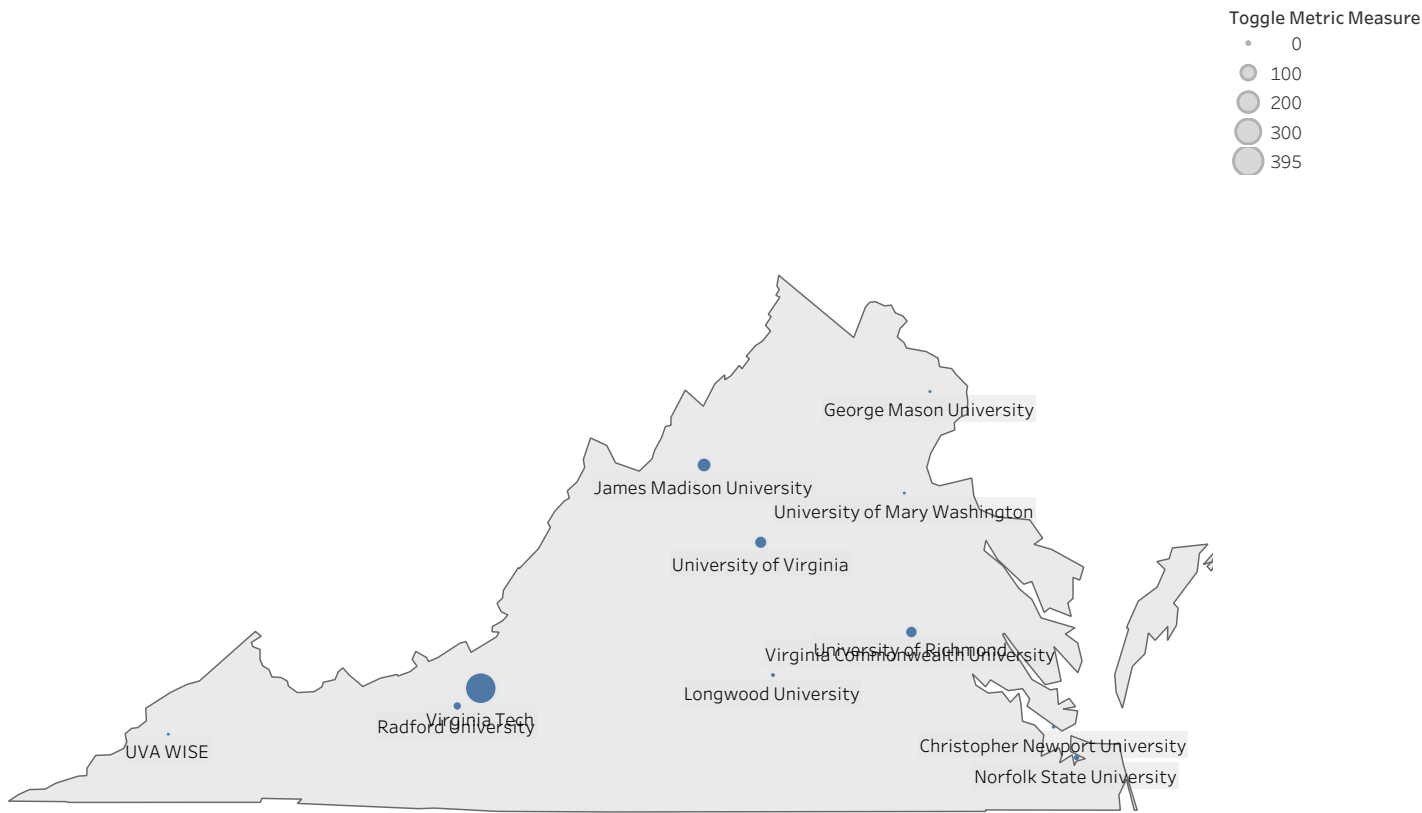 Toggle Metric Measure
0
100
200
300
395
George Mason University
James Madison University
University of Mary Washington
University of Virginia
University of Richmond
Virginia Commonwealth University
Longwood University
Virginia Tech
Radford University
UVA WISE
Christopher Newport University
Norfolk State University